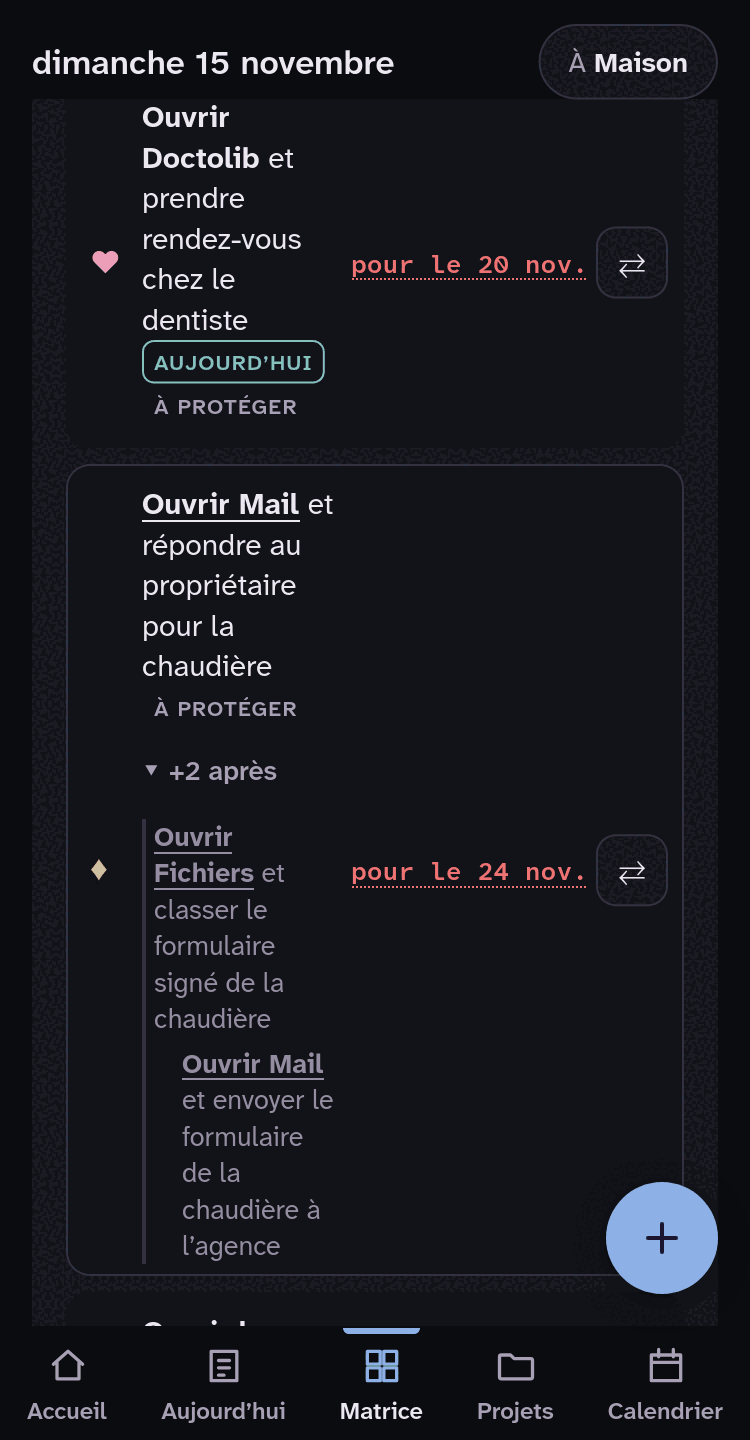 dimanche 15 novembre
À Maison
Ouvrir
Doctolib et
prendre
rendez-vous
chez le
dentiste
AUJOURD’HUI
À PROTÉGER
pour le 20 nov.
Ouvrir Mail et
répondre au
propriétaire
pour la
chaudière
À PROTÉGER
+2 après
Ouvrir
Fichiers et
classer le
formulaire
signé de la
chaudière
pour le 24 nov.
Ouvrir Mail
et envoyer le
formulaire
de la
chaudière à
l’agence
Accueil
Aujourd’hui
Matrice
Projets
Calendrier